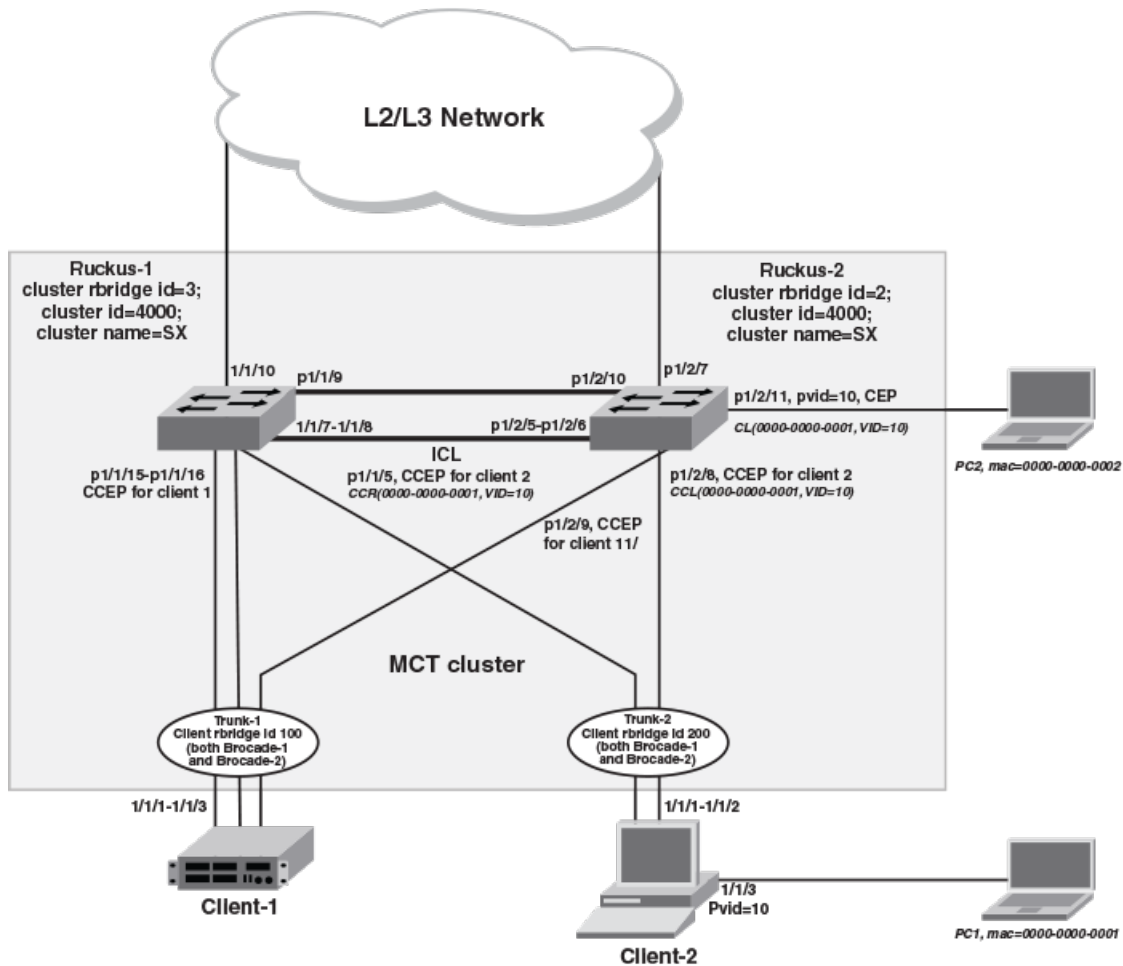 L2/L3 Network
Ruckus-1
cluster rbridge id=3;
cluster id=4000;
cluster name=SX
Ruckus-2
cluster rbridge id=2;
cluster id=4000;
cluster name=SX
1/1/10
p1/1/9
p1/2/10
p1/2/7
p1/2/11, pvid=10, CEP
CL(0000-0000-0001, VID=10)
PC2, mac=0000-0000-0002
1/1/7-1/1/8
p1/2/5-p1/2/6
ICL
p1/1/15-p1/1/16
CCEP for client 1
p1/1/5, CCEP for client 2
CCR(0000-0000-0001, VID=10)
p1/2/8, CCEP for client 2
CCL(0000-0000-0001, VID=10)
p1/2/9, CCEP
for client 11/
MCT cluster
Trunk-1
Client rbridge id 100
(both Brocade-1
and Brocade-2)
Trunk-2
Client rbridge id 200
(both Brocade-1
and Brocade-2)
1/1/1-1/1/3
1/1/1-1/1/2
Client-1
1/1/3
Pvid=10
Client-2
PC1, mac=0000-0000-0001